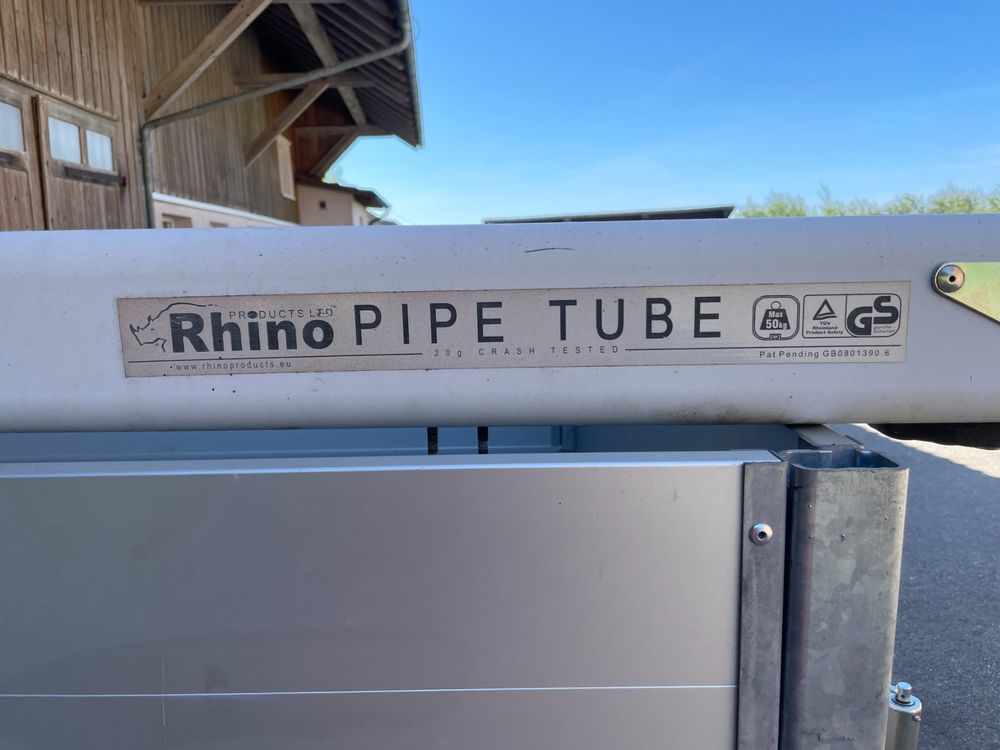 PRODUCTS LTD™
Rhino PIPE TUBE
20g CRASH TESTED
www.rhinoproducts.eu
Max
50kg
TÜV
Rheinland
Product Safety
GS
Pat Pending GB0801390.6